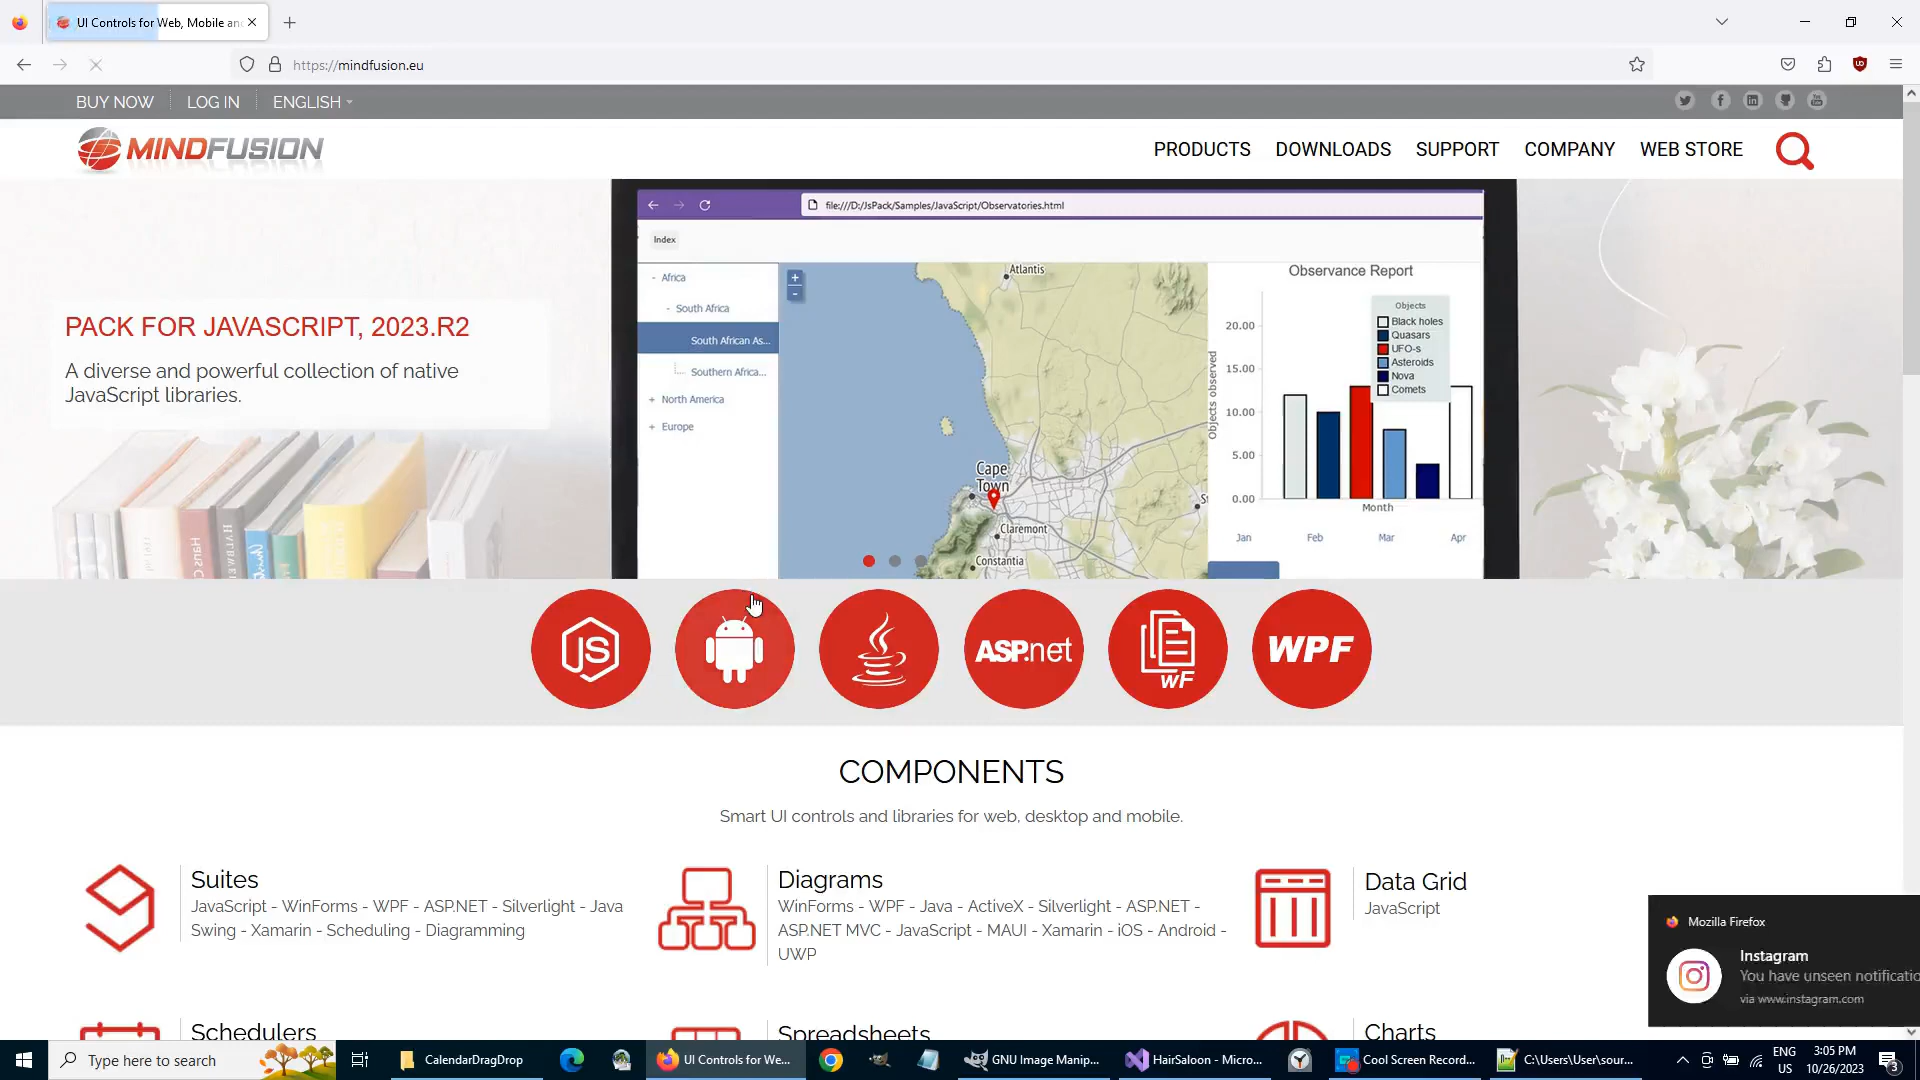 UI Controls for Web, Mobile an
https://mindfusion.eu
BUY NOW
LOG IN
ENGLISH
MINDFUSION
PRODUCTS
DOWNLOADS
SUPPORT
COMPANY
WEB STORE
PACK FOR JAVASCRIPT, 2023.R2
A diverse and powerful collection of native
JavaScript libraries.
file:///D:/JsPack/Samples/JavaScript/Observatories.html
Index
- Africa
- South Africa
South African As...
Southern Africa...
+ North America
+ Europe
+
-
Atlantis
Cape
Town
Claremont
Constantia
Observance Report
Objects
Black holes
Quasars
UFO-s
Asteroids
Nova
Comets
Objects observed
20.00
15.00
10.00
5.00
0.00
Month
Jan
Feb
Mar
Apr
JS
ASP.net
wF
WPF
COMPONENTS
Smart UI controls and libraries for web, desktop and mobile.
Suites
JavaScript - WinForms - WPF - ASP.NET - Silverlight - Java
Swing - Xamarin - Scheduling - Diagramming
Diagrams
WinForms - WPF - Java - ActiveX - Silverlight - ASP.NET -
ASP.NET MVC - JavaScript - MAUI - Xamarin - iOS - Android -
UWP
Data Grid
JavaScript
Schedulers
Spreadsheets
Charts
Mozilla Firefox
Instagram
You have unseen notificatio
via www.instagram.com
Type here to search
CalendarDragDrop
UI Controls for We...
GNU Image Manip...
HairSaloon - Micro...
Cool Screen Record...
C:\Users\User\sour...
ENG
US
3:05 PM
10/26/2023
3